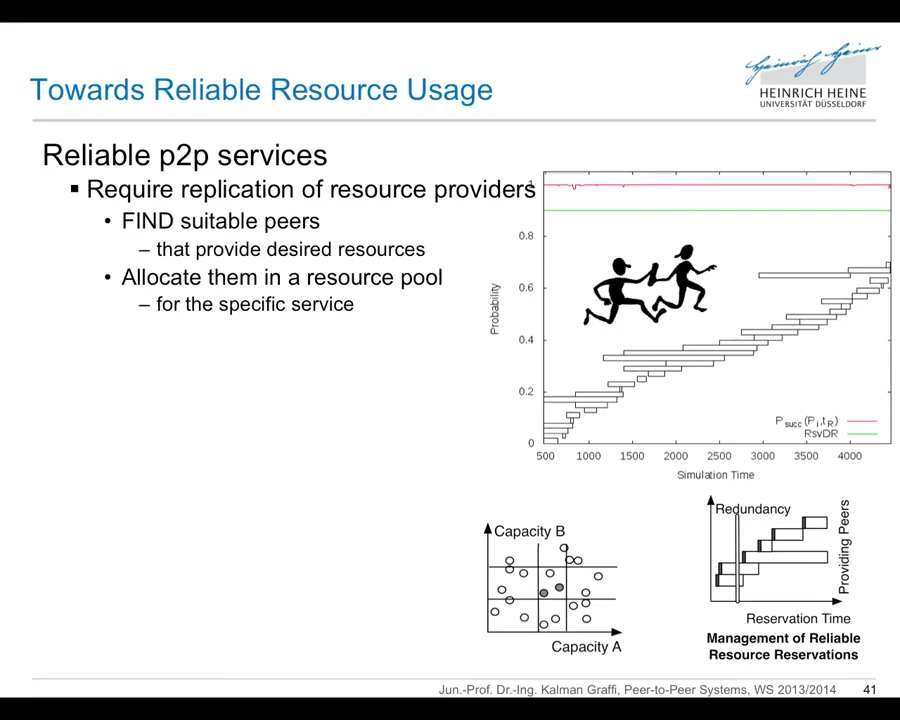 Towards Reliable Resource Usage
Heinrich Heine
HEINRICH HEINE
UNIVERSITÄT DÜSSELDORF
Reliable p2p services
▪ Require replication of resource providers
• FIND suitable peers
– that provide desired resources
• Allocate them in a resource pool
– for the specific service
1
0.8
0.6
0.4
0.2
0
Probability
500 1000 1500 2000 2500 3000 3500 4000
Simulation Time
P succ (P i ,t R )
RsvDR
Capacity B
Capacity A
Redundancy
Providing Peers
Reservation Time
Management of Reliable
Resource Reservations
Jun.-Prof. Dr.-Ing. Kalman Graffi, Peer-to-Peer Systems, WS 2013/2014 41